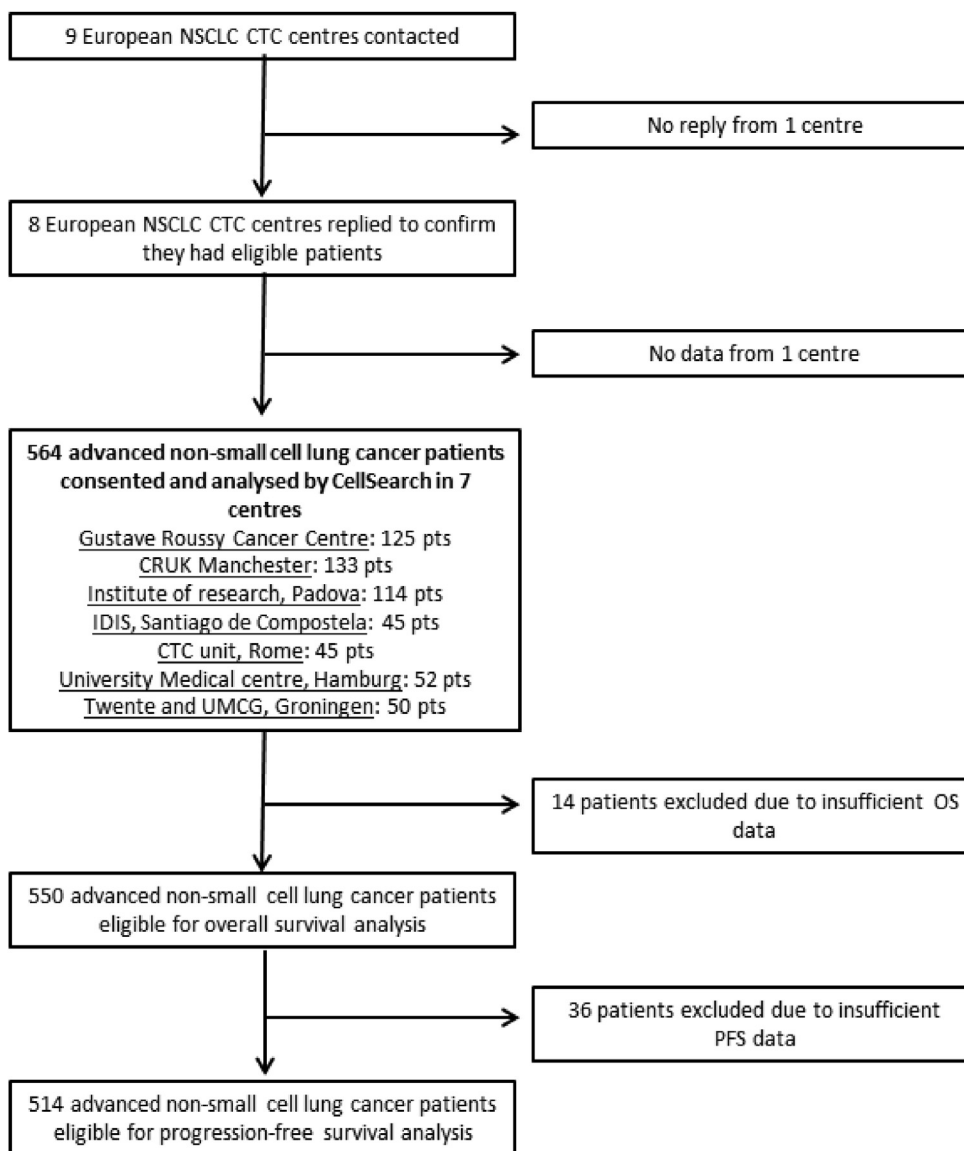 9 European NSCLC CTC centres contacted
No reply from 1 centre
8 European NSCLC CTC centres replied to confirm
they had eligible patients
No data from 1 centre
564 advanced non-small cell lung cancer patients
consented and analysed by CellSearch in 7
centres
Gustave Roussy Cancer Centre: 125 pts
CRUK Manchester: 133 pts
Institute of research, Padova: 114 pts
IDIS, Santiago de Compostela: 45 pts
CTC unit, Rome: 45 pts
University Medical centre, Hamburg: 52 pts
Twente and UMCG, Groningen: 50 pts
14 patients excluded due to insufficient OS
data
550 advanced non-small cell lung cancer patients
eligible for overall survival analysis
36 patients excluded due to insufficient
PFS data
514 advanced non-small cell lung cancer patients
eligible for progression-free survival analysis